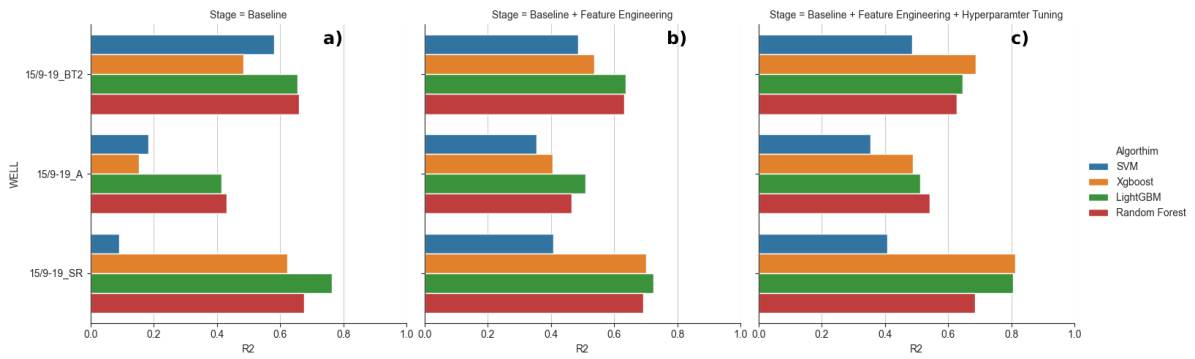 Stage = Baseline
Stage = Baseline + Feature Engineering
Stage = Baseline + Feature Engineering + Hyperparamter Tuning
a)
b)
c)
15/9-19_BT2
15/9-19_A
15/9-19_SR
WELL
0.0 0.2 0.4 0.6 0.8 1.0
R2
0.0 0.2 0.4 0.6 0.8 1.0
R2
0.0 0.2 0.4 0.6 0.8 1.0
R2
Algorthim
SVM
Xgboost
LightGBM
Random Forest